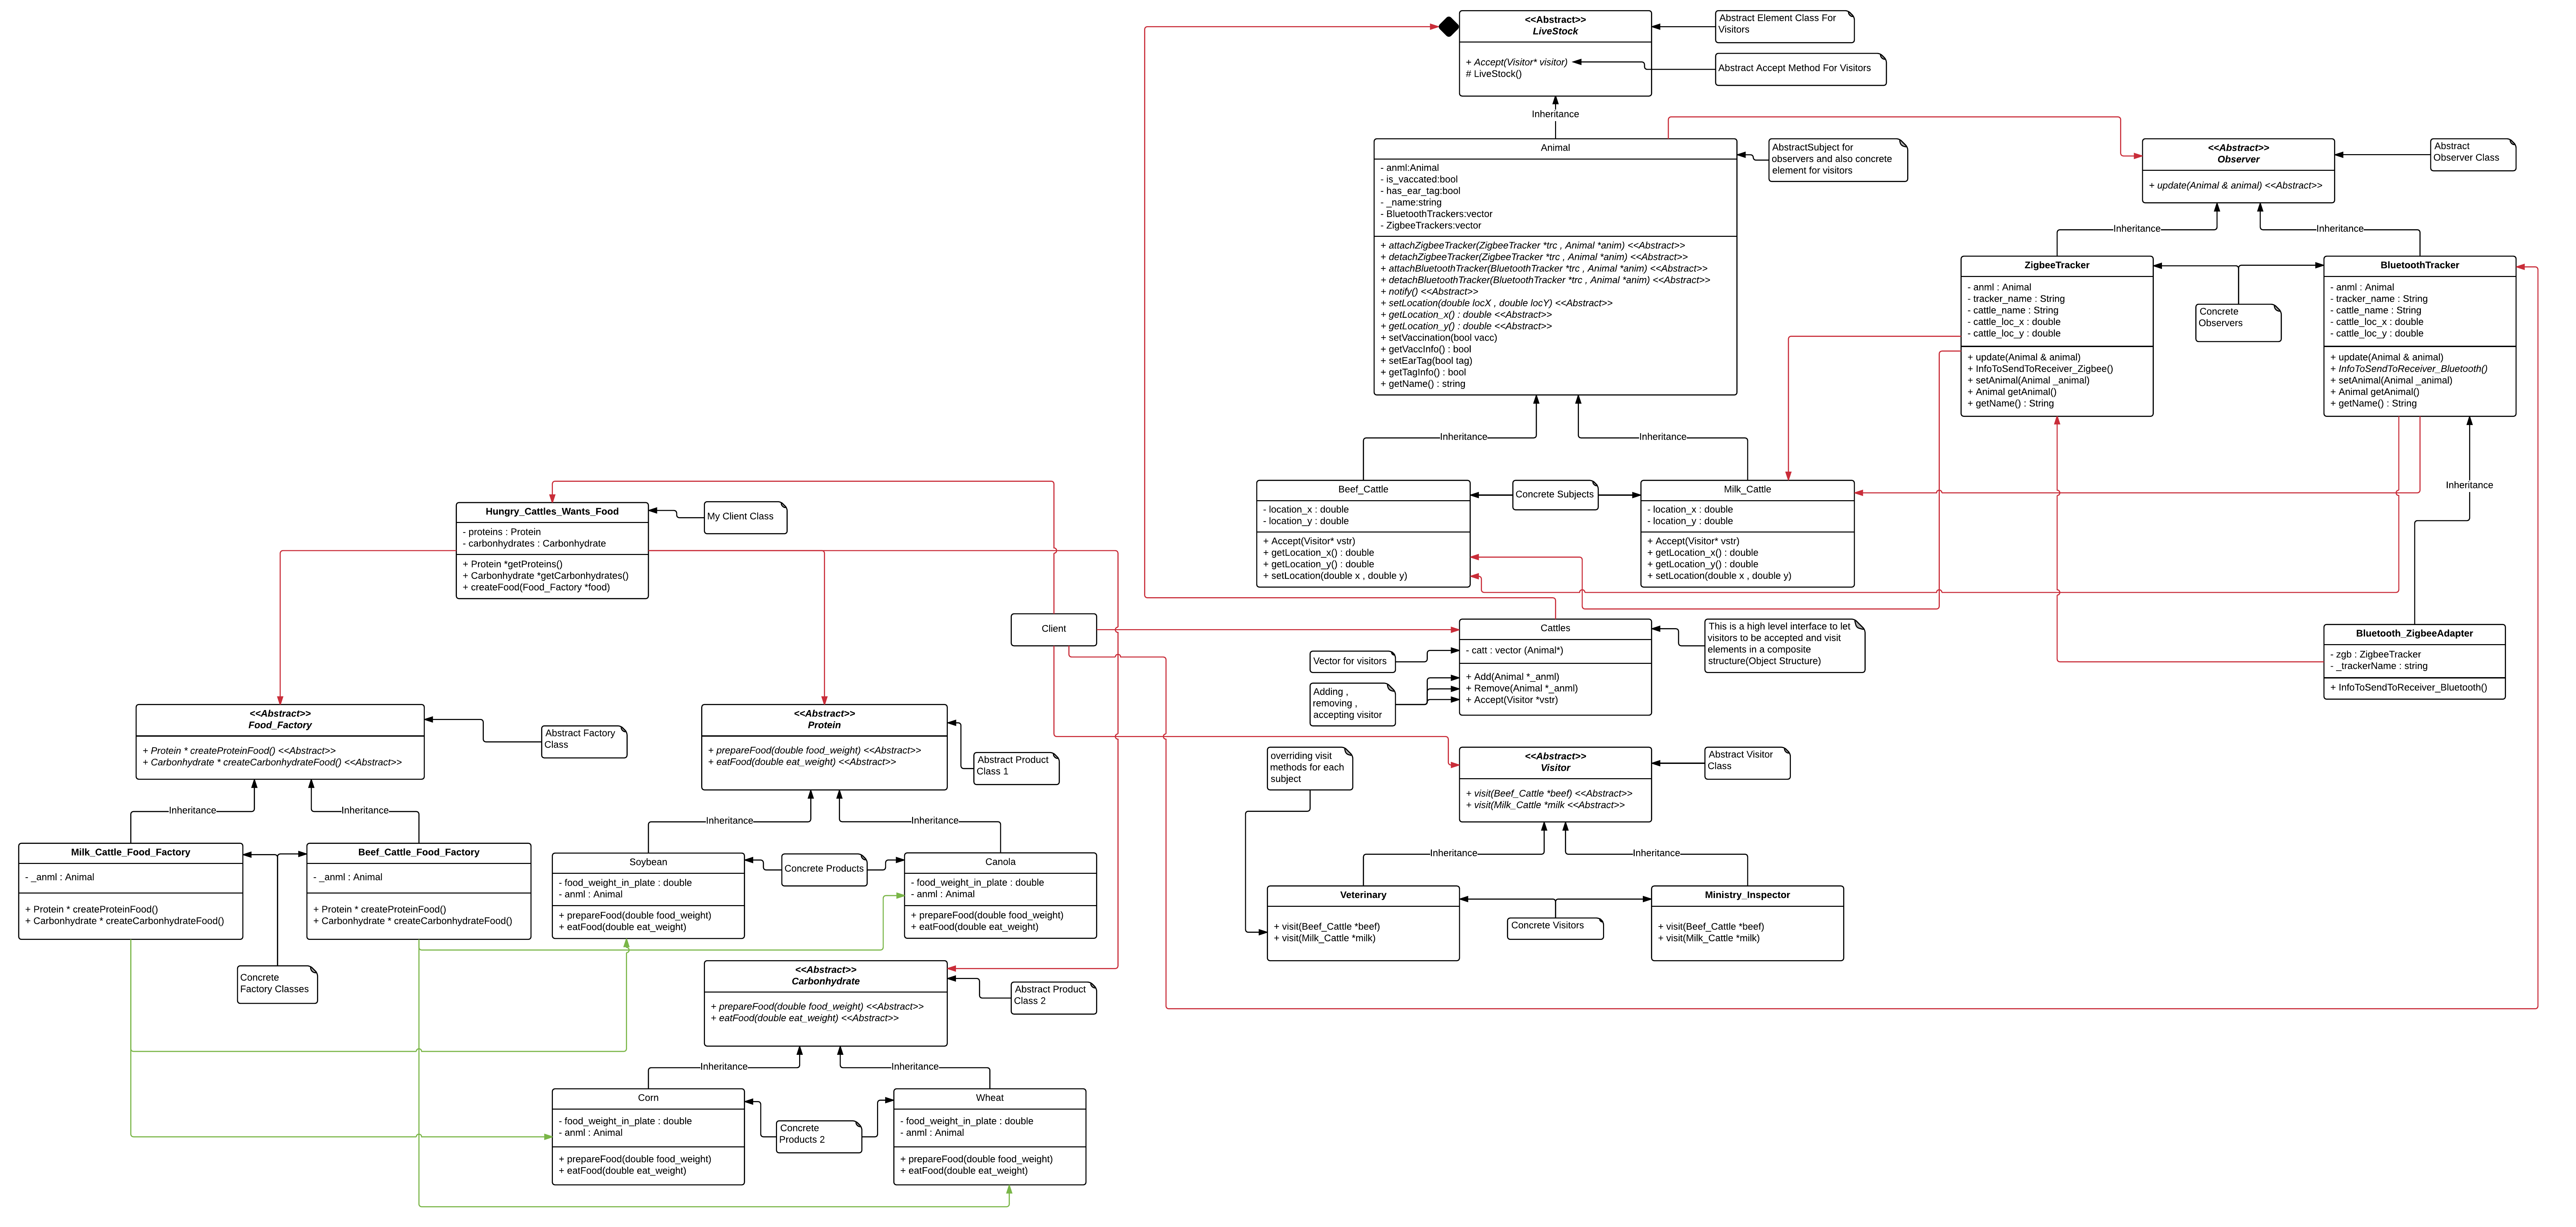 <<Abstract>>
LiveStock
+ Accept(Visitor* visitor)
# LiveStock()
Abstract Element Class For
Visitors
Abstract Accept Method For Visitors
Inheritance
Animal
- anml:Animal
- is_vaccated:bool
- has_ear_tag:bool
- _name:string
- BluetoothTrackers:vector
- ZigbeeTrackers:vector
+ attachZigbeeTracker(ZigbeeTracker *trc , Animal *anim) <<Abstract>>
+ detachZigbeeTracker(ZigbeeTracker *trc , Animal *anim) <<Abstract>>
+ attachBluetoothTracker(BluetoothTracker *trc , Animal *anim) <<Abstract>>
+ detachBluetoothTracker(BluetoothTracker *trc , Animal *anim) <<Abstract>>
+ notify() <<Abstract>>
+ setLocation(double locX , double locY) <<Abstract>>
+ getLocation_x() : double <<Abstract>>
+ getLocation_y() : double <<Abstract>>
+ setVaccination(bool vacc)
+ getVaccInfo() : bool
+ setEarTag(bool tag)
+ getTagInfo() : bool
+ getName() : string
AbstractSubject for
observers and also concrete
element for visitors
<<Abstract>>
Observer
+ update(Animal & animal) <<Abstract>>
Abstract
Observer Class
Inheritance
Inheritance
ZigbeeTracker
- anml : Animal
- tracker_name : String
- cattle_name : String
- cattle_loc_x : double
- cattle_loc_y : double
+ update(Animal & animal)
+ InfoToSendToReceiver_Zigbee()
+ setAnimal(Animal _animal)
+ Animal getAnimal()
+ getName() : String
Concrete
Observers
BluetoothTracker
- anml : Animal
- tracker_name : String
- cattle_name : String
- cattle_loc_x : double
- cattle_loc_y : double
+ update(Animal & animal)
+ InfoToSendToReceiver_Bluetooth()
+ setAnimal(Animal _animal)
+ Animal getAnimal()
+ getName() : String
Inheritance
Inheritance
Inheritance
Beef_Cattle
- location_x : double
- location_y : double
+ Accept(Visitor* vstr)
+ getLocation_x() : double
+ getLocation_y() : double
+ setLocation(double x , double y)
Concrete Subjects
Milk_Cattle
- location_x : double
- location_y : double
+ Accept(Visitor* vstr)
+ getLocation_x() : double
+ getLocation_y() : double
+ setLocation(double x , double y)
Hungry_Cattles_Wants_Food
- proteins : Protein
- carbonhydrates : Carbonhydrate
+ Protein *getProteins()
+ Carbonhydrate *getCarbonhydrates()
+ createFood(Food_Factory *food)
My Client Class
Client
Cattles
- catt : vector (Animal*)
+ Add(Animal *_anml)
+ Remove(Animal *_anml)
+ Accept(Visitor *vstr)
This is a high level interface to let
visitors to be accepted and visit
elements in a composite
structure(Object Structure)
Vector for visitors
Adding ,
removing ,
accepting visitor
Bluetooth_ZigbeeAdapter
- zgb : ZigbeeTracker
- _trackerName : string
+ InfoToSendToReceiver_Bluetooth()
<<Abstract>>
Food_Factory
+ Protein * createProteinFood() <<Abstract>>
+ Carbonhydrate * createCarbonhydrateFood() <<Abstract>>
Abstract Factory
Class
<<Abstract>>
Protein
+ prepareFood(double food_weight) <<Abstract>>
+ eatFood(double eat_weight) <<Abstract>>
Abstract Product
Class 1
overriding visit
methods for each
subject
<<Abstract>>
Visitor
+ visit(Beef_Cattle *beef) <<Abstract>>
+ visit(Milk_Cattle *milk <<Abstract>>
Abstract Visitor
Class
Inheritance
Inheritance
Inheritance
Inheritance
Inheritance
Inheritance
Milk_Cattle_Food_Factory
- _anml : Animal
+ Protein * createProteinFood()
+ Carbonhydrate * createCarbonhydrateFood()
Beef_Cattle_Food_Factory
- _anml : Animal
+ Protein * createProteinFood()
+ Carbonhydrate * createCarbonhydrateFood()
Concrete
Factory Classes
Soybean
- food_weight_in_plate : double
- anml : Animal
+ prepareFood(double food_weight)
+ eatFood(double eat_weight)
Concrete Products
Canola
- food_weight_in_plate : double
- anml : Animal
+ prepareFood(double food_weight)
+ eatFood(double eat_weight)
Veterinary
+ visit(Beef_Cattle *beef)
+ visit(Milk_Cattle *milk)
Concrete Visitors
Ministry_Inspector
+ visit(Beef_Cattle *beef)
+ visit(Milk_Cattle *milk)
<<Abstract>>
Carbonhydrate
+ prepareFood(double food_weight) <<Abstract>>
+ eatFood(double eat_weight) <<Abstract>>
Abstract Product
Class 2
Inheritance
Inheritance
Corn
- food_weight_in_plate : double
- anml : Animal
+ prepareFood(double food_weight)
+ eatFood(double eat_weight)
Concrete
Products 2
Wheat
- food_weight_in_plate : double
- anml : Animal
+ prepareFood(double food_weight)
+ eatFood(double eat_weight)